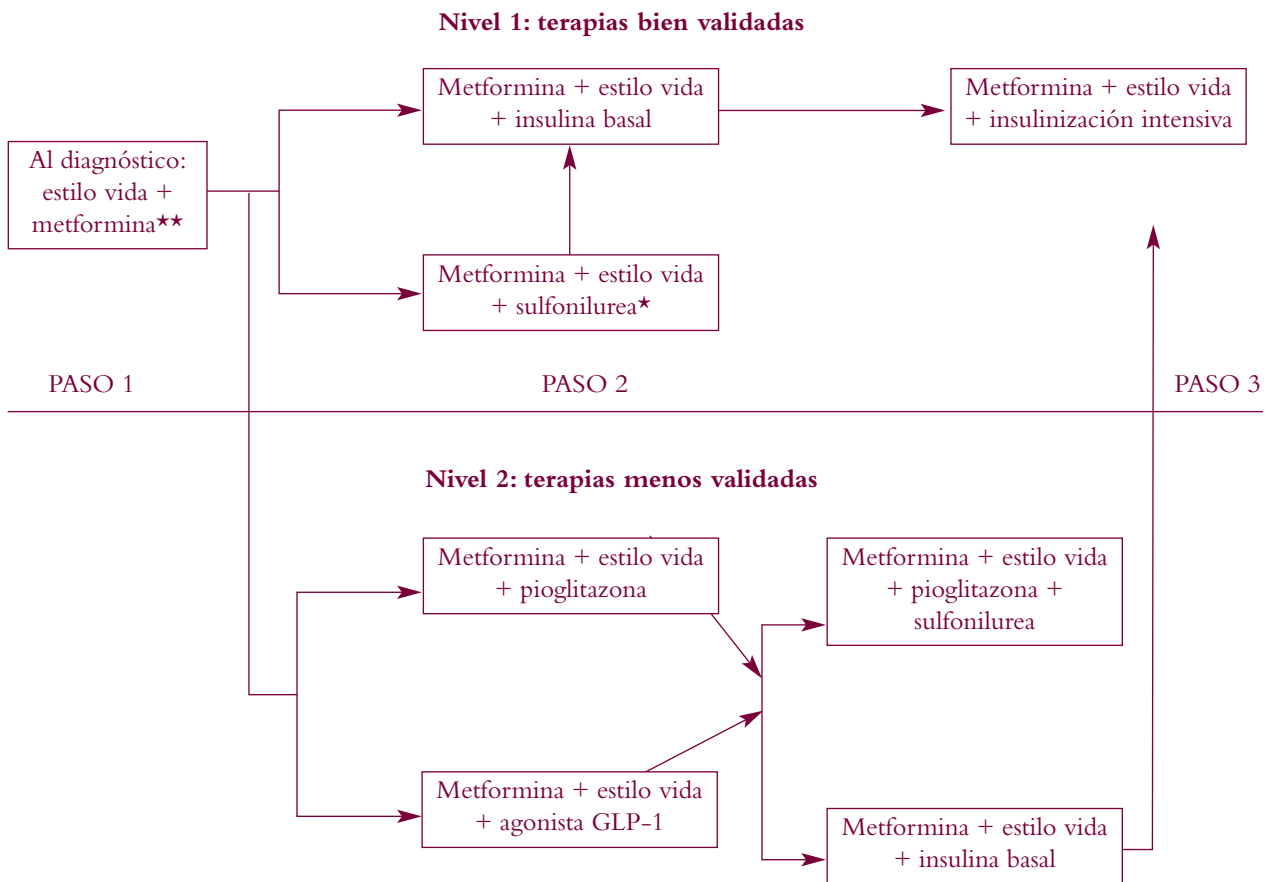 Nivel 1: terapias bien validadas
Al diagnóstico:
estilo vida +
metformina★★
Metformina + estilo vida
+ insulina basal
Metformina + estilo vida
+ insulinización intensiva
Metformina + estilo vida
+ sulfonilurea★
PASO 1
PASO 2
PASO 3
Nivel 2: terapias menos validadas
Metformina + estilo vida
+ pioglitazona
Metformina + estilo vida
+ pioglitazona +
sulfonilurea
Metformina + estilo vida
+ agonista GLP-1
Metformina + estilo vida
+ insulina basal